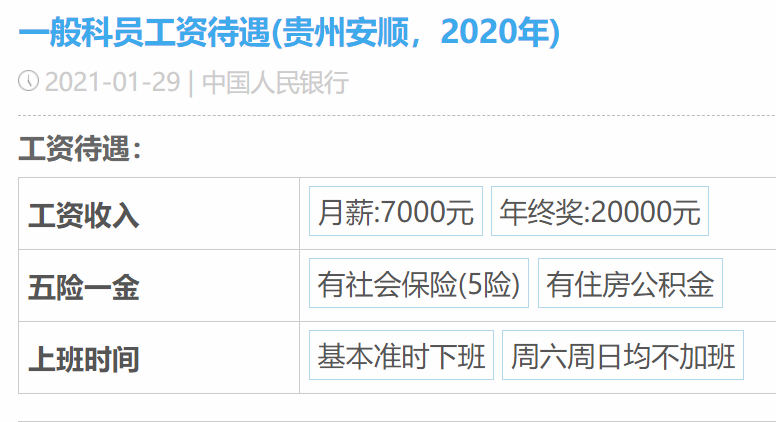 一般科员工资待遇(贵州安顺，2020年)
2021-01-29 | 中国人民银行
工资待遇：
工资收入 月薪:7000元 年终奖:20000元
五险一金 有社会保险(5险) 有住房公积金
上班时间 基本准时下班 周六周日均不加班